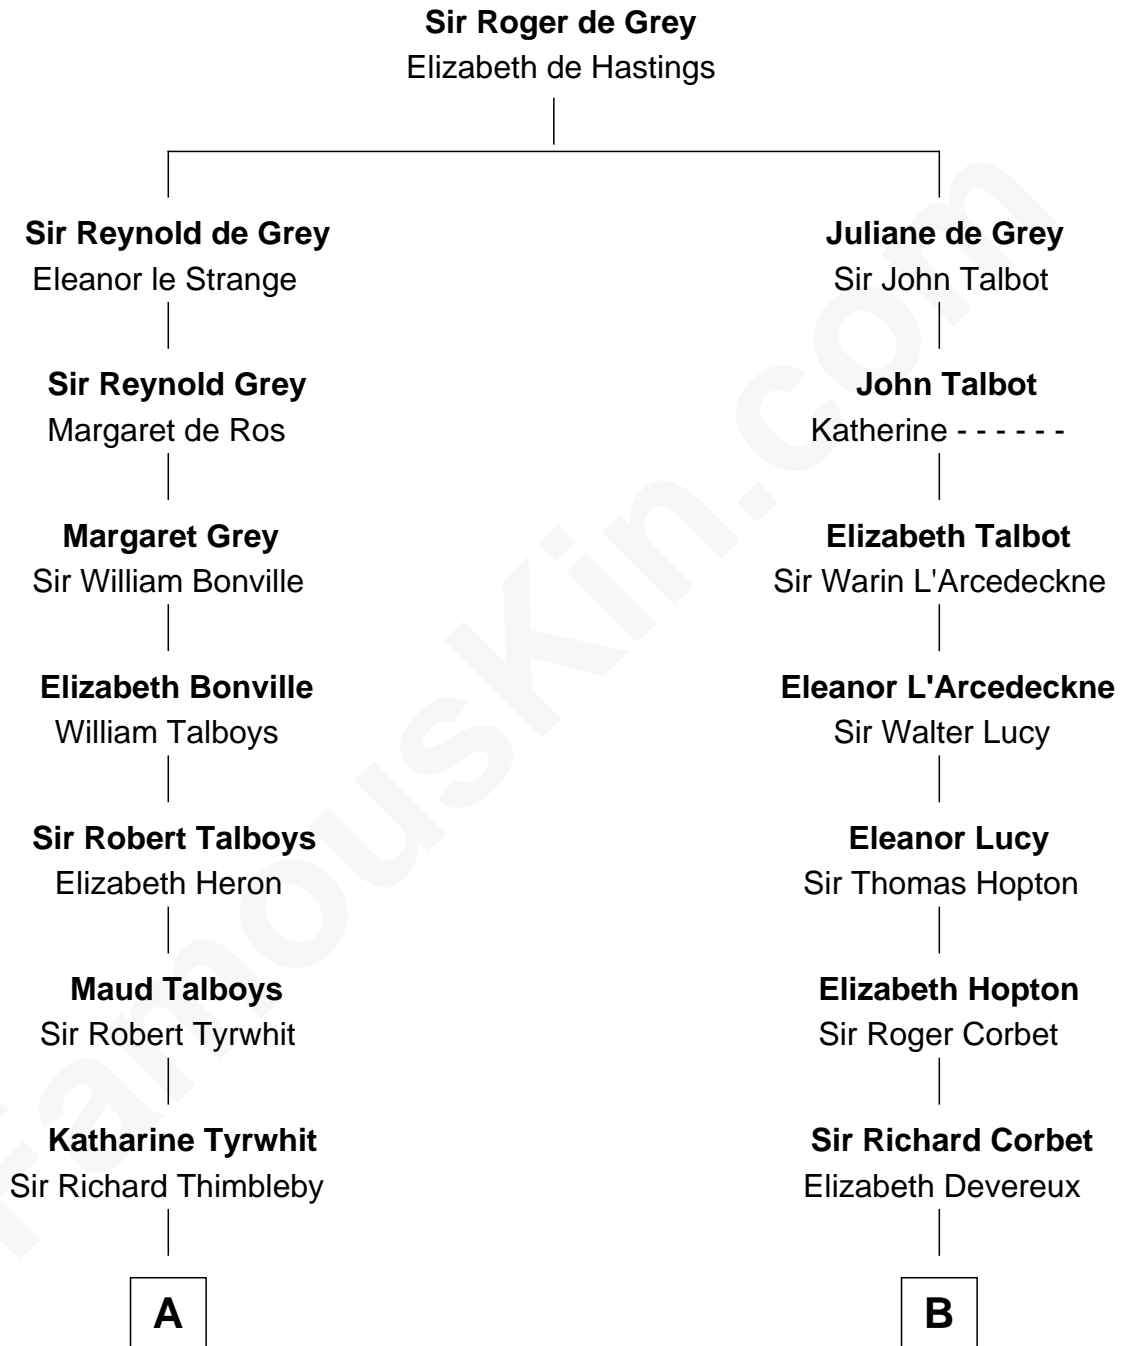 Sir Roger de Grey
Elizabeth de Hastings
Sir Reynold de Grey
Eleanor le Strange
Juliane de Grey
Sir John Talbot
Sir Reynold Grey
Margaret de Ros
John Talbot
Katherine - - - - - -
Margaret Grey
Sir William Bonville
Elizabeth Talbot
Sir Warin L'Arcedeckne
Elizabeth Bonville
William Talboys
Eleanor L'Arcedeckne
Sir Walter Lucy
Sir Robert Talboys
Elizabeth Heron
Eleanor Lucy
Sir Thomas Hopton
Maud Talboys
Sir Robert Tyrwhit
Elizabeth Hopton
Sir Roger Corbet
Katharine Tyrwhit
Sir Richard Thimbleby
Sir Richard Corbet
Elizabeth Devereux
A
B
FamousKin.com